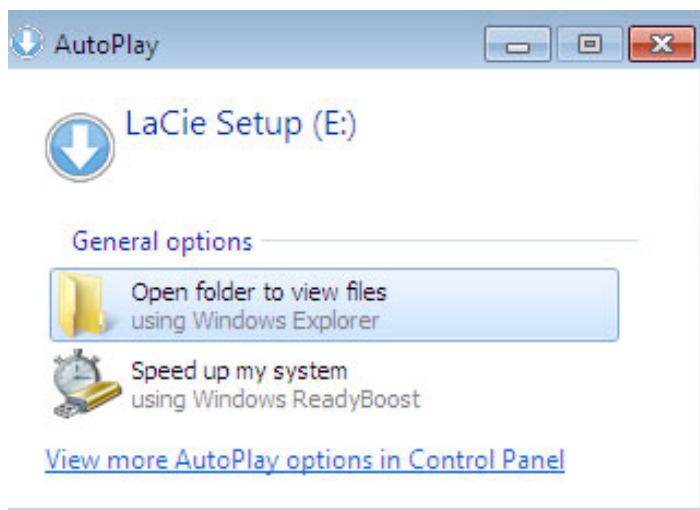 AutoPlay
LaCie Setup (E:)
General options
Open folder to view files
using Windows Explorer
Speed up my system
using Windows ReadyBoost
View more AutoPlay options in Control Panel